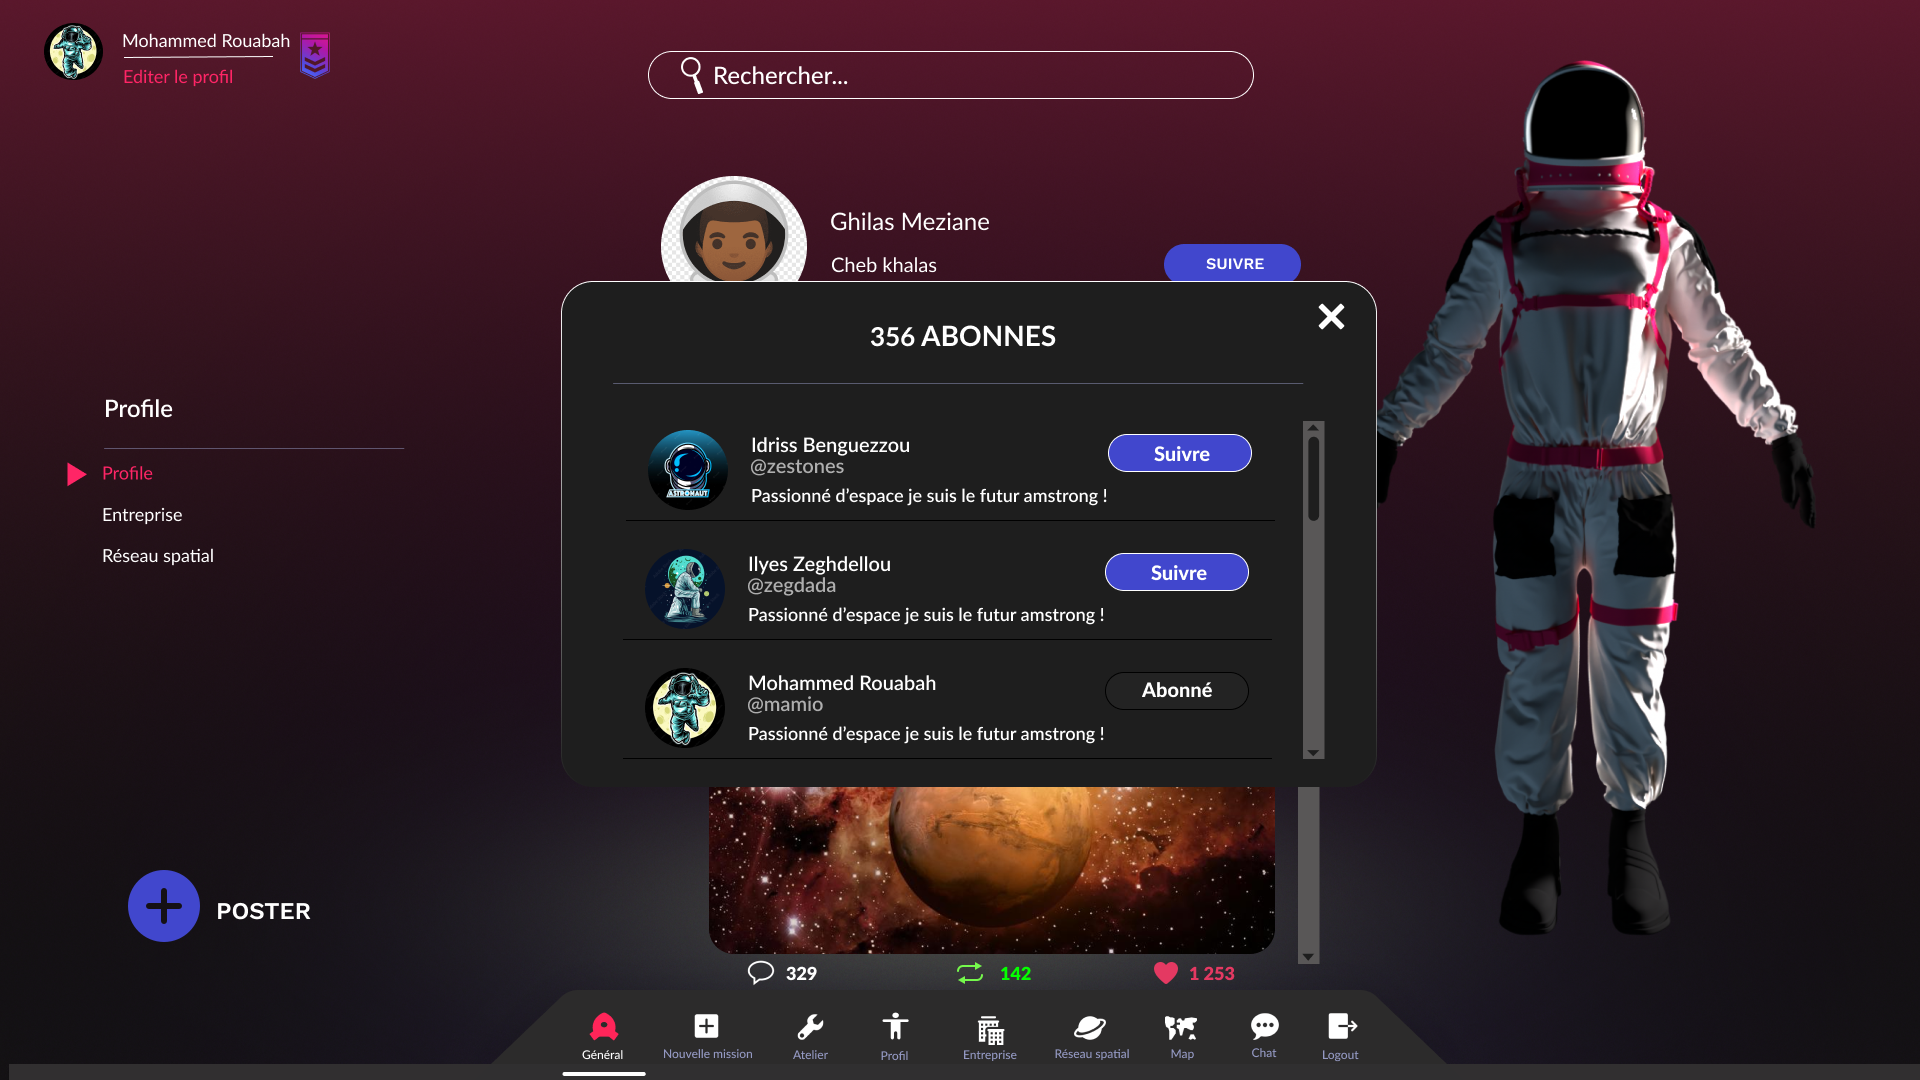 Mohammed Rouabah
Editer le profil
Rechercher...
Ghilas Meziane
Cheb khalas
SUIVRE
356 ABONNES
Profile
Profile
Entreprise
Réseau spatial
Idriss Benguezzou
@zestones
Passionné d'espace je suis le futur amstrong !
Suivre
ASTRONAUT
Ilyes Zeghdellou
@zegdada
Passionné d'espace je suis le futur amstrong !
Suivre
Mohammed Rouabah
@mamio
Passionné d'espace je suis le futur amstrong !
Abonné
POSTER
329
142
1 253
Général
Nouvelle mission
Atelier
Profil
Entreprise
Réseau spatial
Map
Chat
Logout